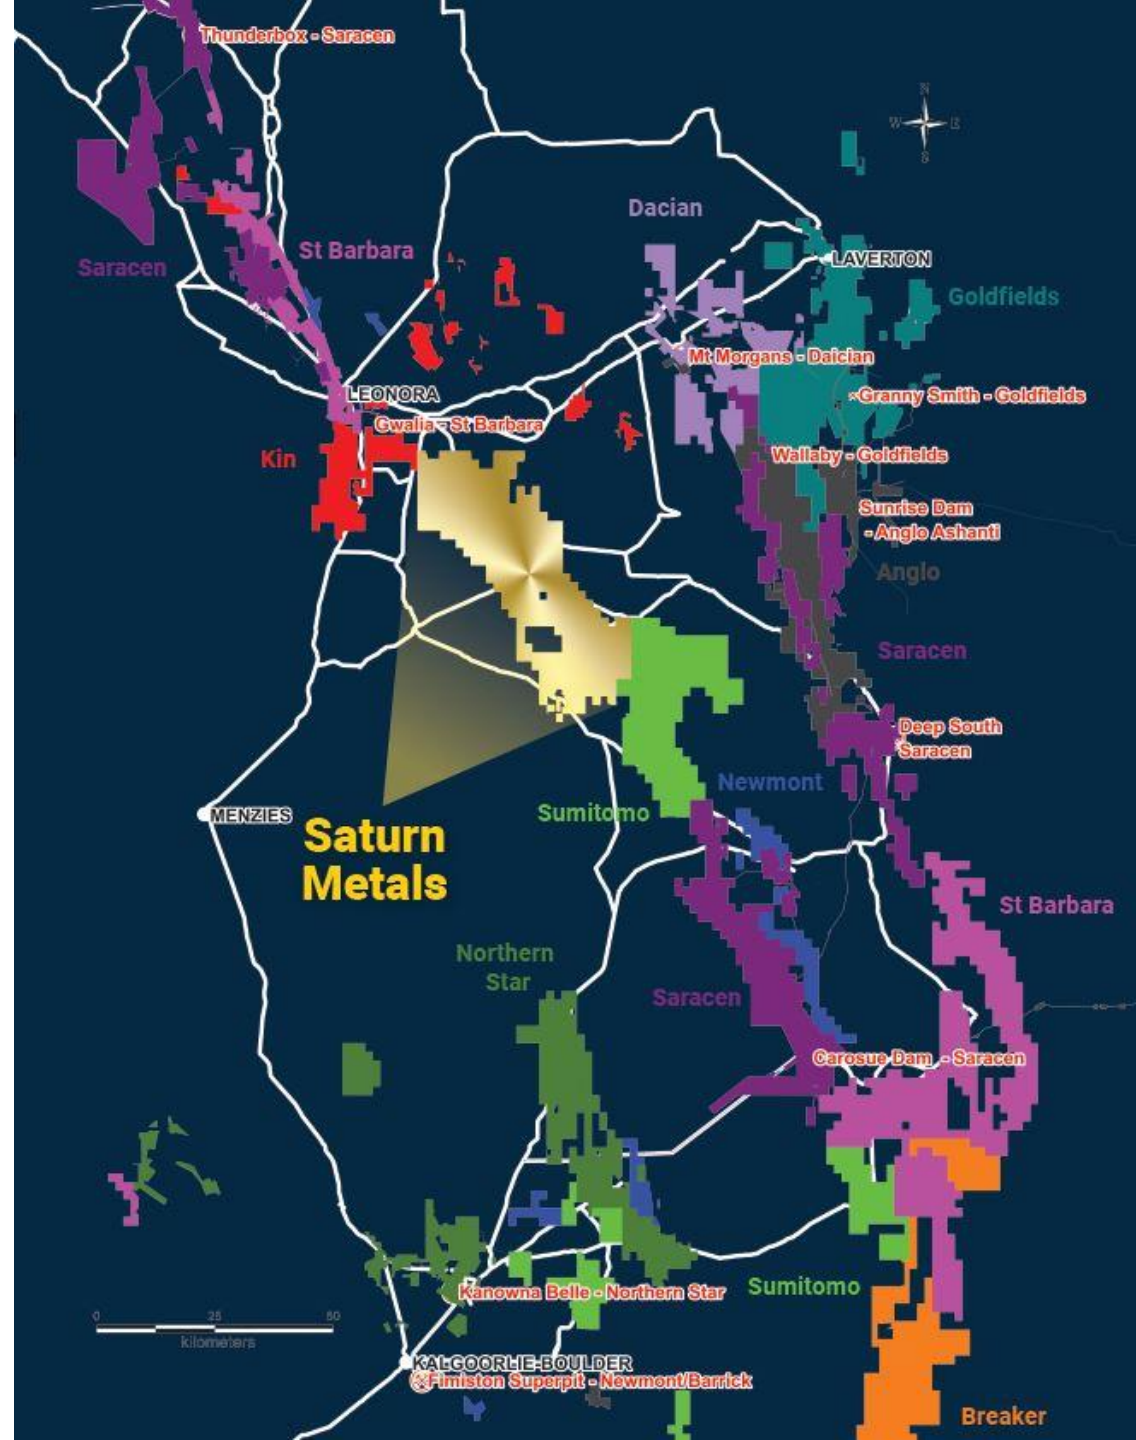 Thunderbox - Saracen
N
W E
S
Dacian
St Barbara
LAVERTON
Saracen
Goldfields
Mt Morgans - Daician
LEONORA
Granny Smith - Goldfields
Gwalia - St Barbara
Kin
Wallaby - Goldfields
Sunrise Dam
- Anglo Ashanti
Anglo
Saracen
Deep South
Saracen
Newmont
Sumitomo
MENZIES
Saturn
Metals
St Barbara
Northern
Star
Saracen
Carosue Dam - Saracen
Sumitomo
Kanowna Belle - Northern Star
0 25 50
kilometers
KALGOORLIE-BOULDER
Fimiston Superpit - Newmont/Barrick
Breaker